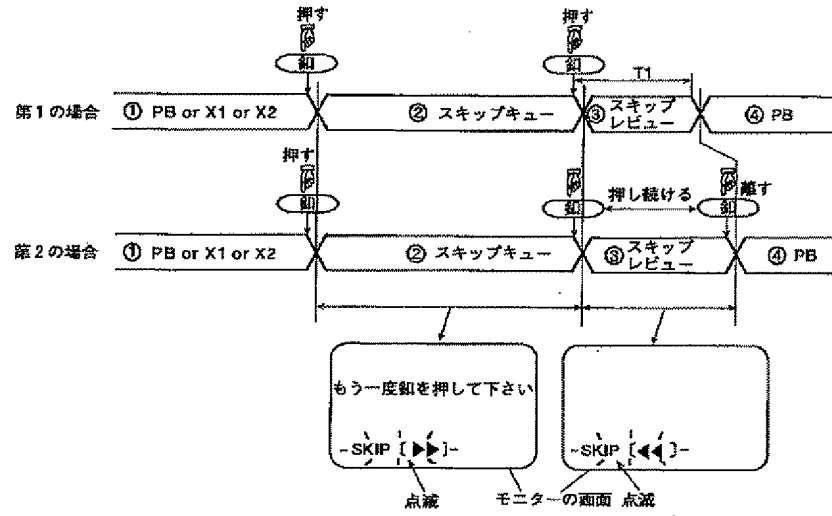 押す 押す
釦 釦
T1
第1の場合 ① PB or X1 or X2 ② スキップキュー ③ スキップレビュー ④ PB
押す 離す
釦 釦 押し続ける 釦
第2の場合 ① PB or X1 or X2 ② スキップキュー ③ スキップレビュー ④ PB
もう一度釦を押して下さい
SKIP [▶▶] SKIP [◀◀]
点滅 モニターの画面 点滅